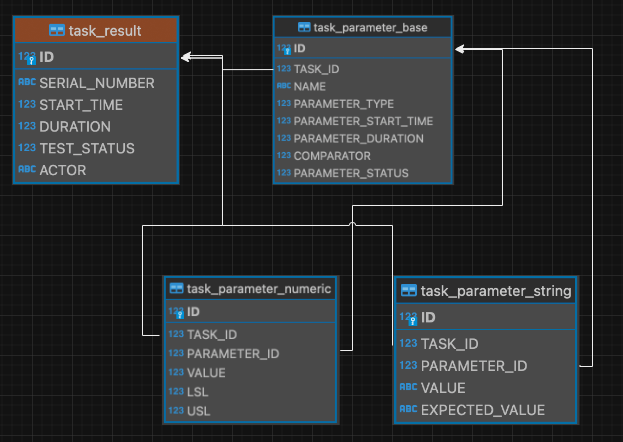 task_result
123 ID
ABC SERIAL_NUMBER
123 START_TIME
123 DURATION
123 TEST_STATUS
ABC ACTOR
task_parameter_base
123 ID
123 TASK_ID
ABC NAME
123 PARAMETER_TYPE
123 PARAMETER_START_TIME
123 PARAMETER_DURATION
123 COMPARATOR
123 PARAMETER_STATUS
task_parameter_numeric
123 ID
123 TASK_ID
123 PARAMETER_ID
123 VALUE
123 LSL
123 USL
task_parameter_string
123 ID
123 TASK_ID
123 PARAMETER_ID
ABC VALUE
ABC EXPECTED_VALUE